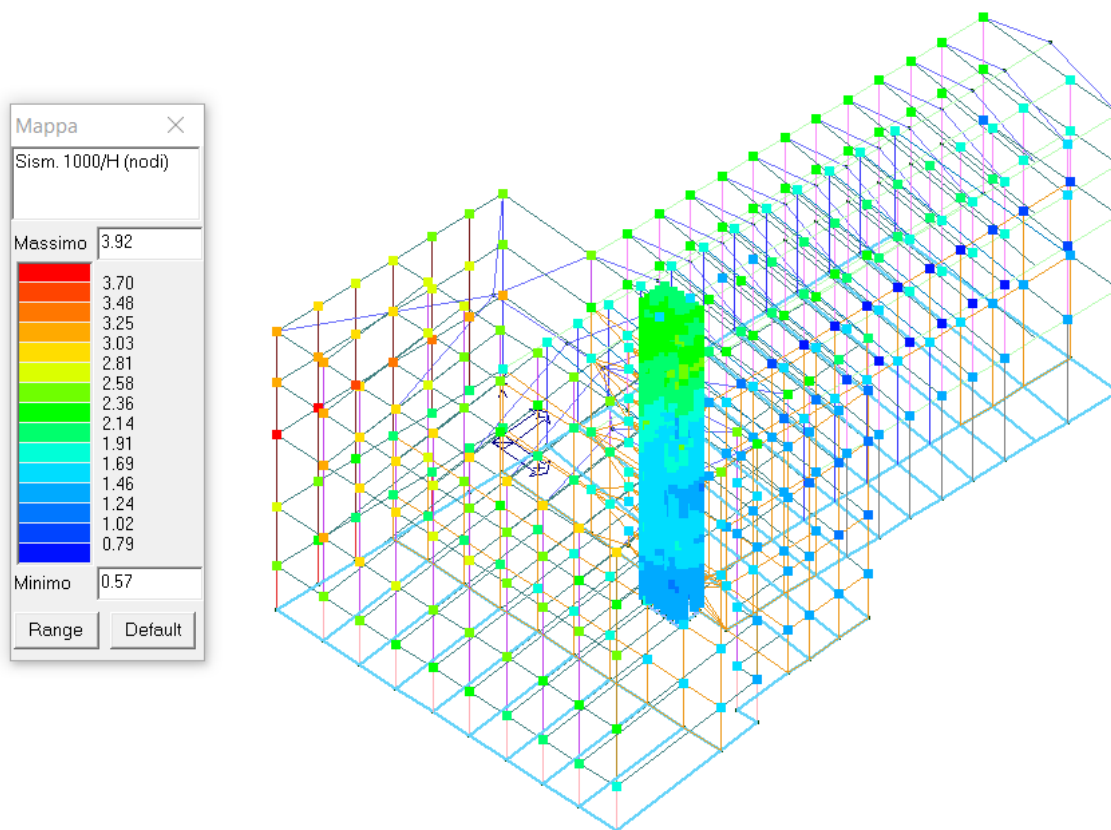 Mappa
Sism. 1000/H (nodi)
Massimo 3.92
3.70
3.48
3.25
3.03
2.81
2.58
2.36
2.14
1.91
1.69
1.46
1.24
1.02
0.79
Minimo 0.57
Range Default